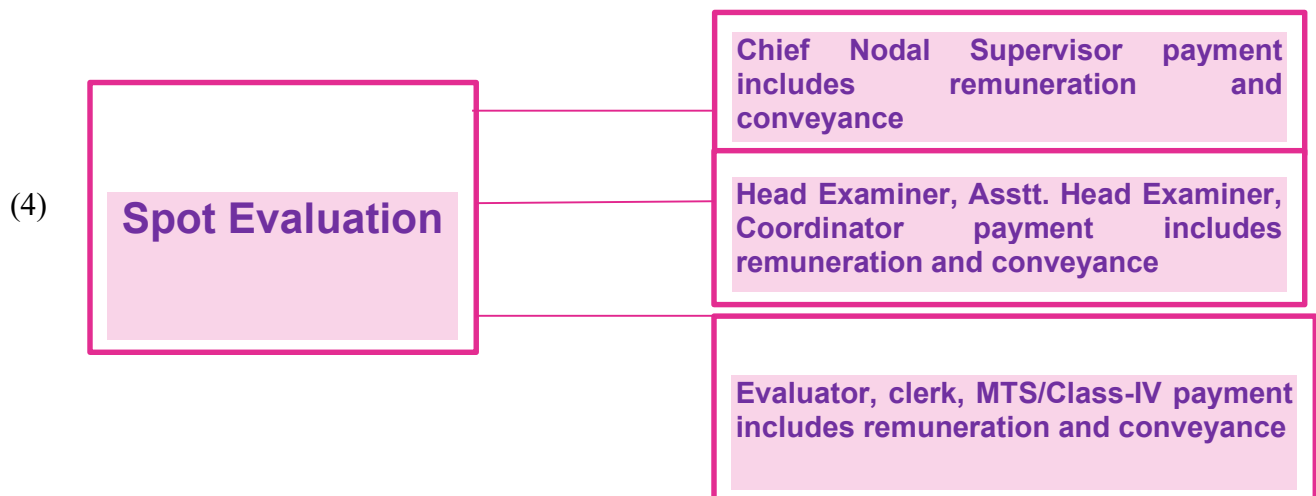 Chief Nodal Supervisor payment
includes remuneration and
conveyance
(4)
Spot Evaluation
Head Examiner, Asstt. Head Examiner,
Coordinator payment includes
remuneration and conveyance
Evaluator, clerk, MTS/Class-IV payment
includes remuneration and conveyance